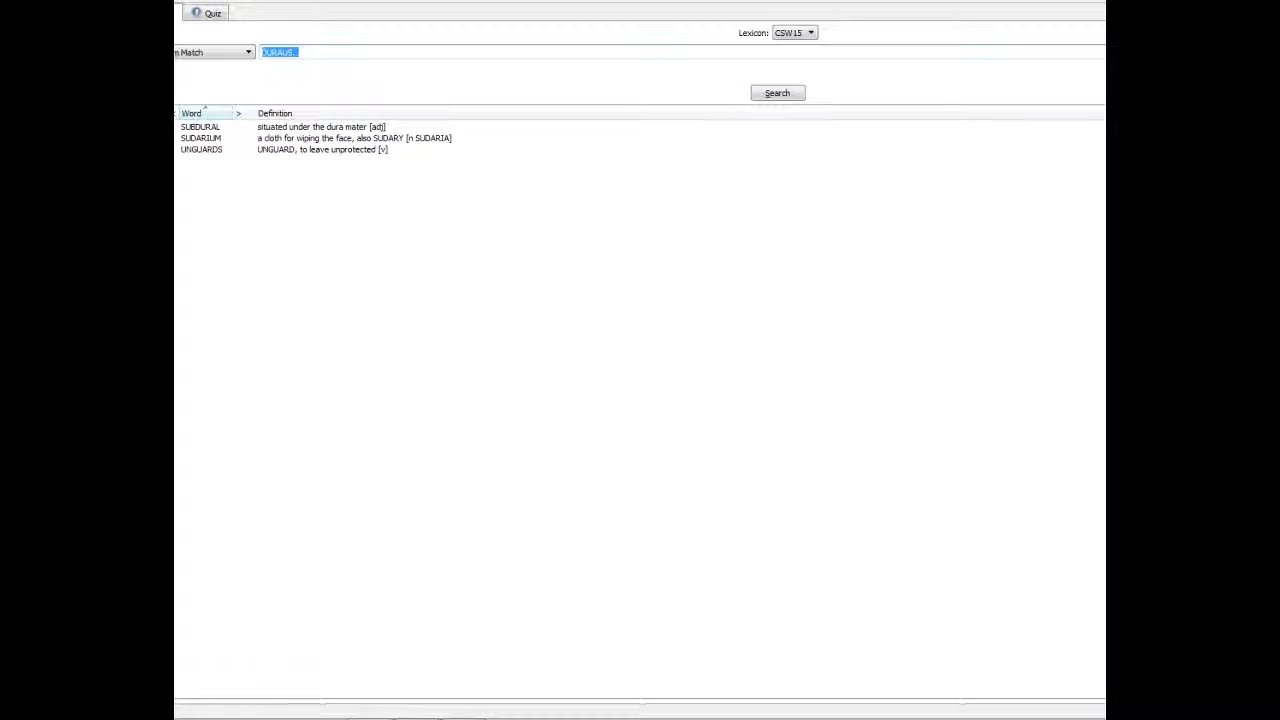 Quiz
Lexicon: CSW15
m Match
Search
Word > Definition
SUBDURAL situated under the dura mater [adj]
SUDARIUM a cloth for wiping the face, also SUDARY [n SUDARIA]
UNGUARDS UNGUARD, to leave unprotected [v]